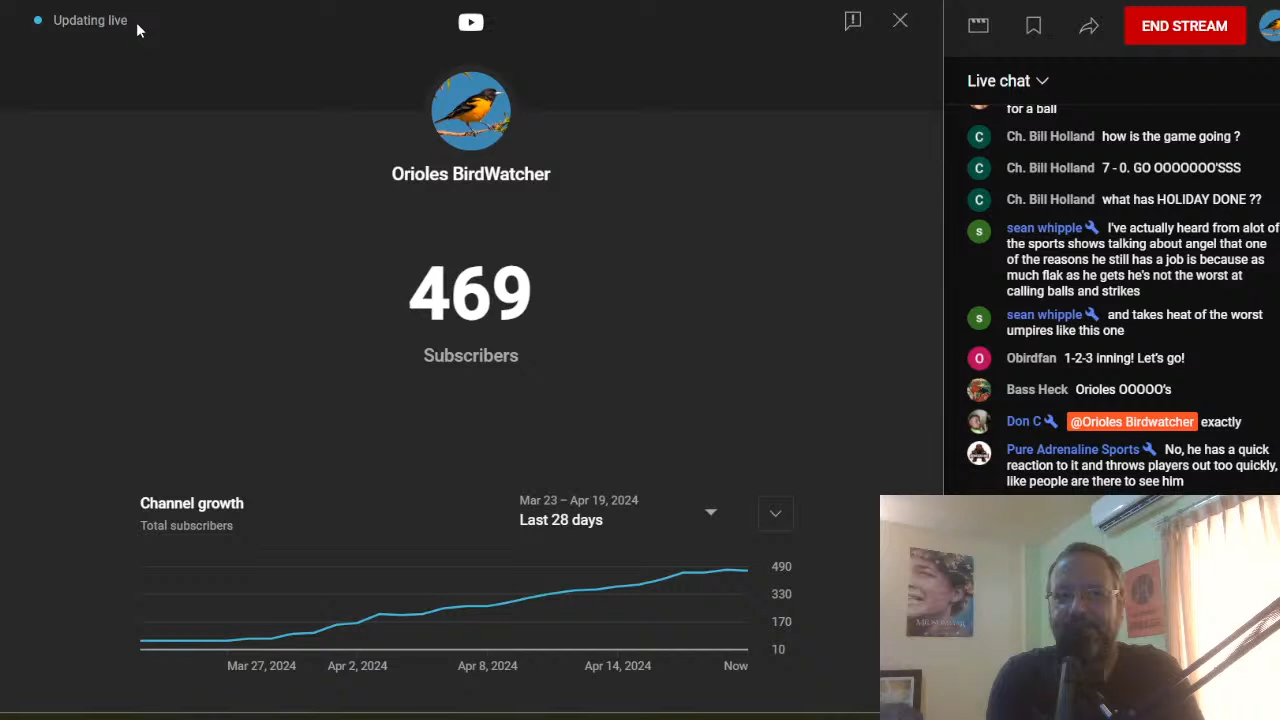 Updating live
END STREAM
Orioles BirdWatcher
469
Subscribers
Channel growth
Total subscribers
Mar 23 – Apr 19, 2024
Last 28 days
490
330
170
10
Mar 27, 2024
Apr 2, 2024
Apr 8, 2024
Apr 14, 2024
Now
Live chat
for a ball
C Ch. Bill Holland how is the game going ?
C Ch. Bill Holland 7 - 0. GO OOOOOOO'SSS
C Ch. Bill Holland what has HOLIDAY DONE ??
s sean whipple I've actually heard from alot of
the sports shows talking about angel that one
of the reasons he still has a job is because as
much flak as he gets he's not the worst at
calling balls and strikes
s sean whipple and takes heat of the worst
umpires like this one
O Obirdfan 1-2-3 inning! Let's go!
Bass Heck Orioles OOOOO's
Don C @Orioles Birdwatcher exactly
Pure Adrenaline Sports No, he has a quick
reaction to it and throws players out too quickly,
like people are there to see him